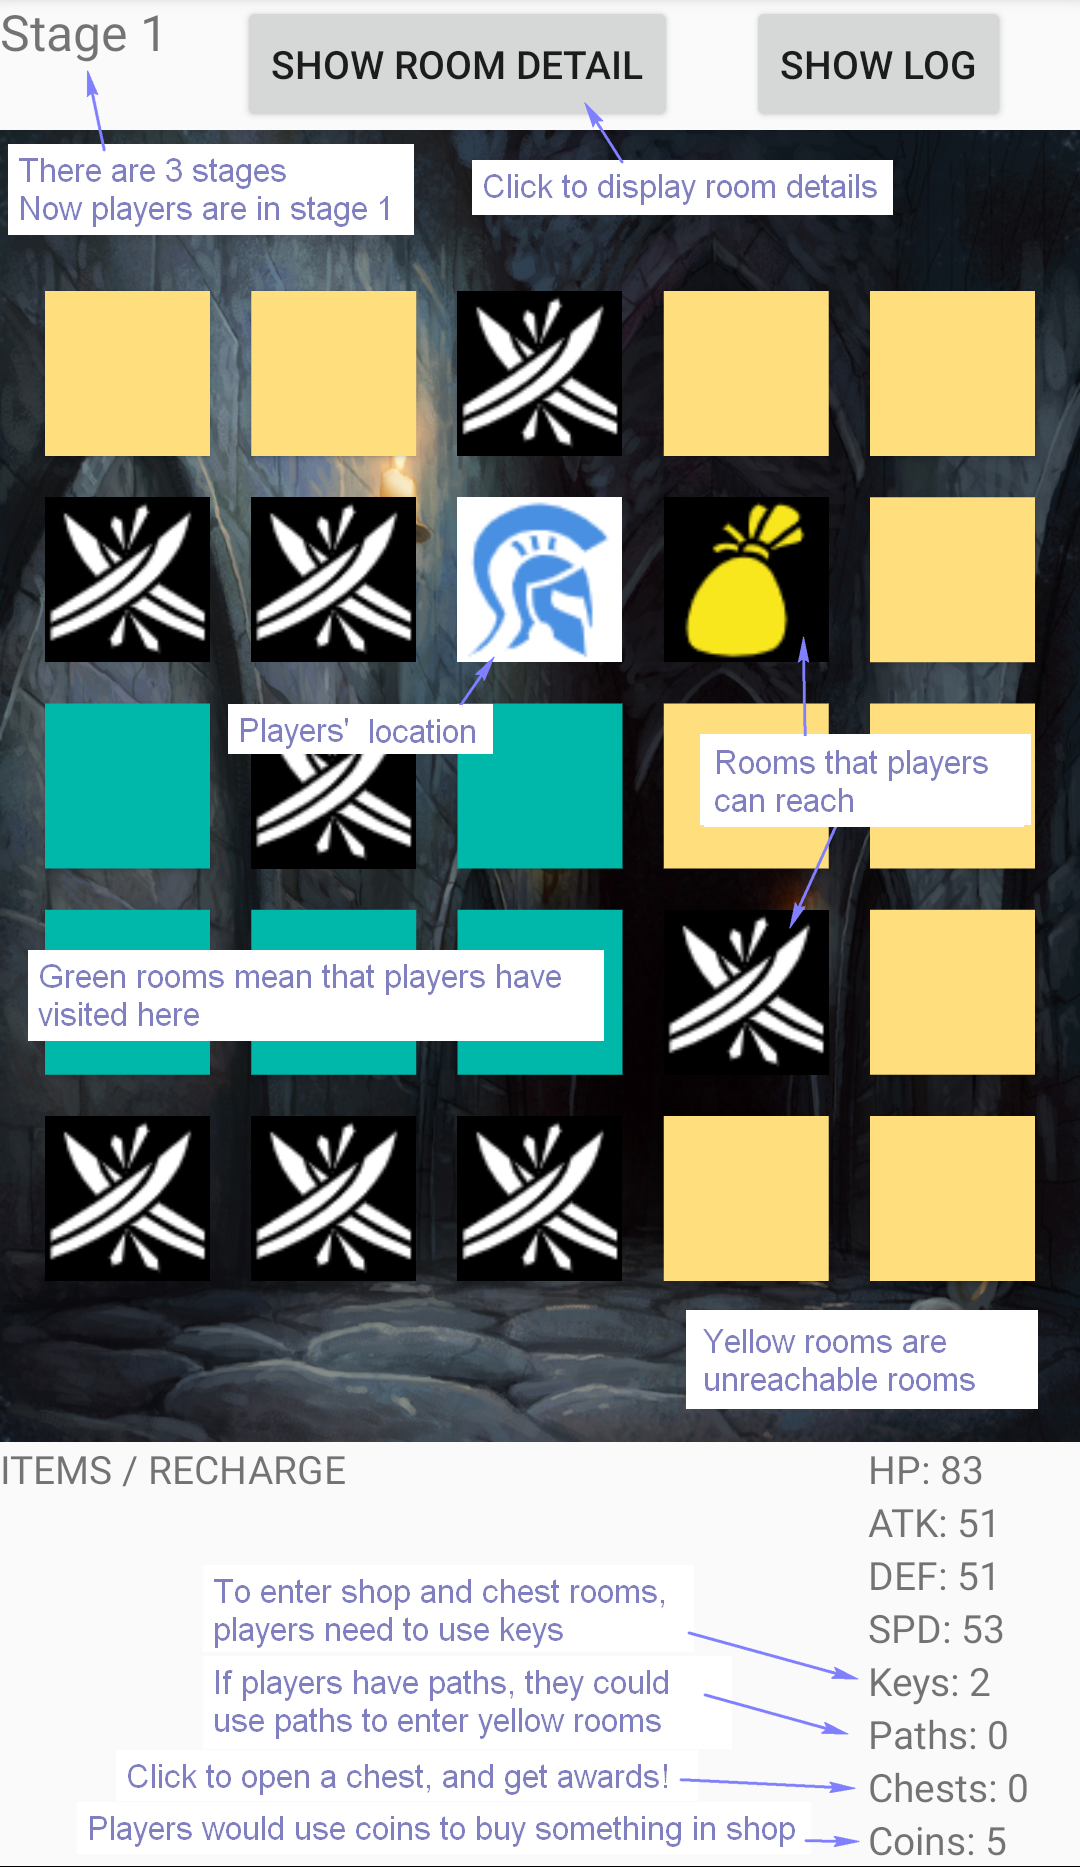 Stage 1
SHOW ROOM DETAIL
SHOW LOG
There are 3 stages
Now players are in stage 1
Click to display room details
Players' location
Rooms that players
can reach
Green rooms mean that players have
visited here
Yellow rooms are
unreachable rooms
ITEMS / RECHARGE
HP: 83
ATK: 51
DEF: 51
SPD: 53
To enter shop and chest rooms,
players need to use keys
Keys: 2
If players have paths, they could
use paths to enter yellow rooms
Paths: 0
Click to open a chest, and get awards!
Chests: 0
Players would use coins to buy something in shop
Coins: 5